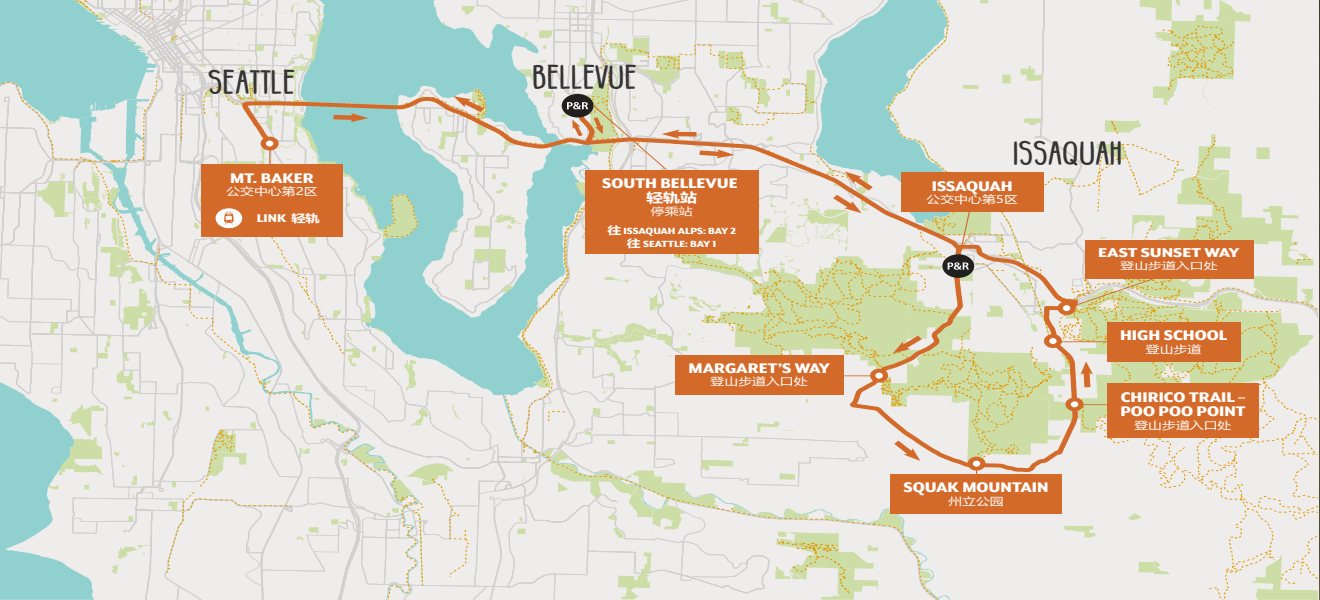 SEATTLE
BELLEVUE
P&R
ISSAQUAH
MT. BAKER
公交中心第2区
LINK 轻轨
SOUTH BELLEVUE
轻轨站
停乘站
往 ISSAQUAH ALPS: BAY 2
往 SEATTLE: BAY 1
ISSAQUAH
公交中心第5区
P&R
EAST SUNSET WAY
登山步道入口处
HIGH SCHOOL
登山步道
MARGARET'S WAY
登山步道入口处
CHIRICO TRAIL –
POO POO POINT
登山步道入口处
SQUAK MOUNTAIN
州立公园